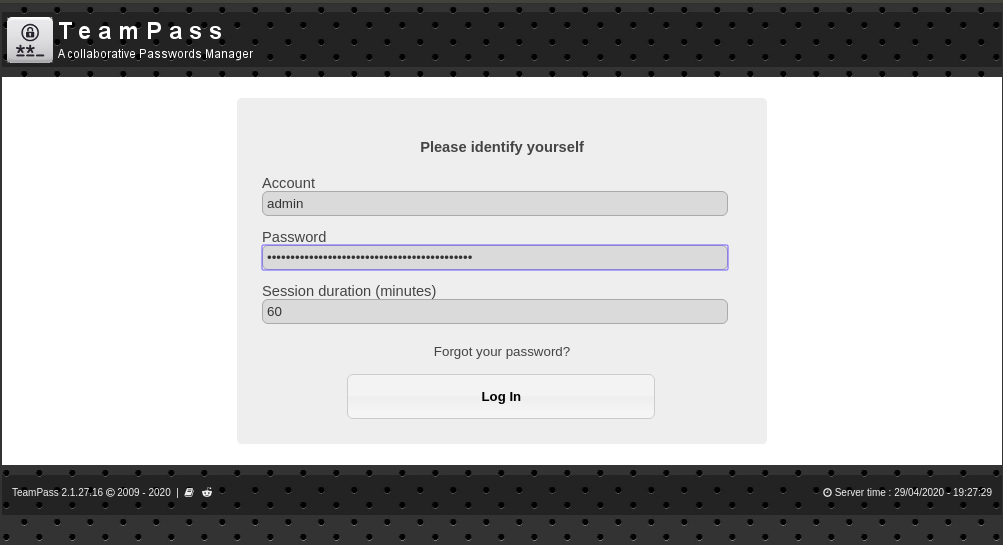 TeamPass
A collaborative Passwords Manager
Please identify yourself
Account
admin
Password
••••••••••••••••••••••••••••••••••••••••••••
Session duration (minutes)
60
Forgot your password?
Log In
TeamPass 2.1.27.16 © 2009 - 2020 |
Server time : 29/04/2020 - 19:27:29